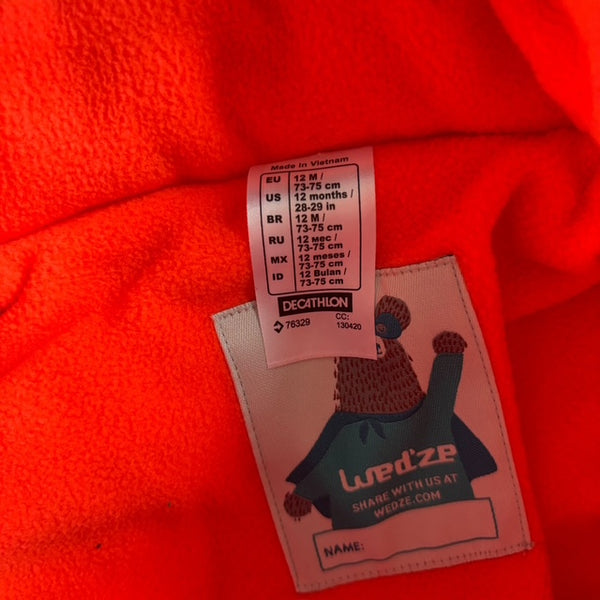 Made in Vietnam
EU 12 M /
73-75 cm
US 12 months /
28-29 in
BR 12 M /
73-75 cm
RU 12 мес /
73-75 cm
MX 12 meses /
73-75 cm
ID 12 Bulan /
73-75 cm
DECATHLON
76329 CC:
130420
wed'ze
SHARE WITH US AT
WEDZE.COM
NAME: